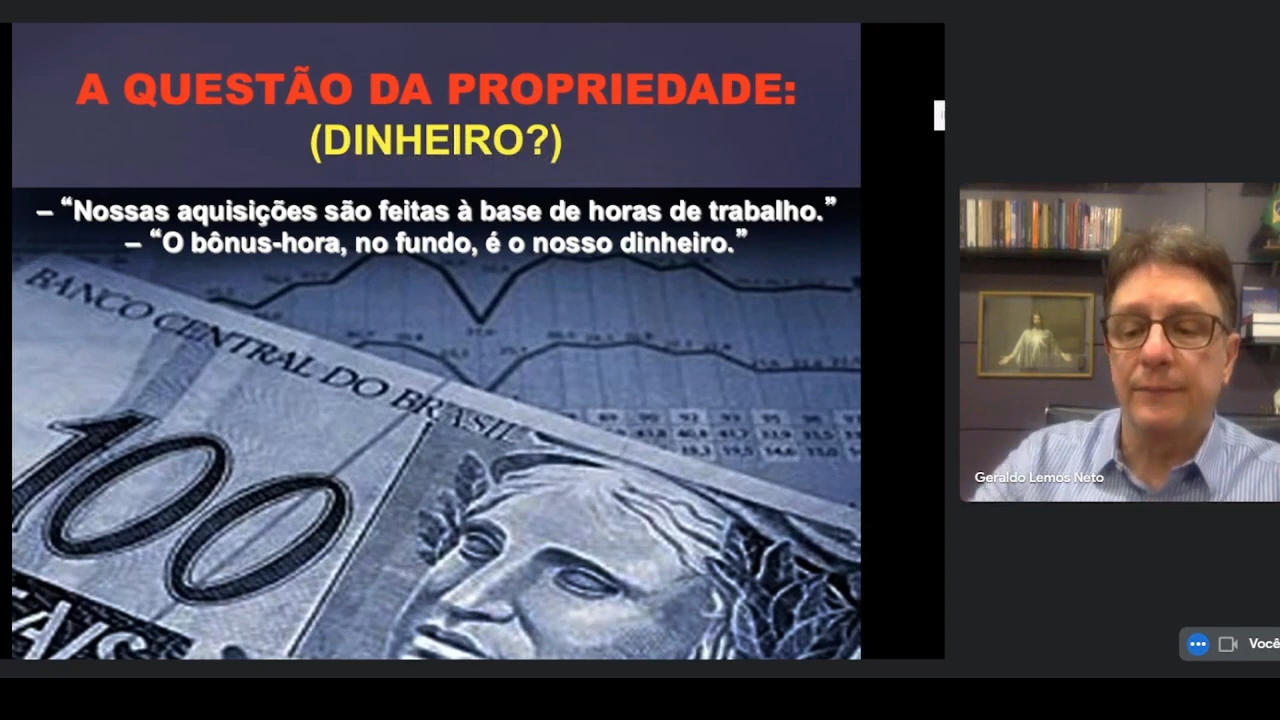 A QUESTÃO DA PROPRIEDADE:
(DINHEIRO?)
– “Nossas aquisições são feitas à base de horas de trabalho.”
– “O bônus-hora, no fundo, é o nosso dinheiro.”
BANCO CENTRAL DO BRASIL
100
Geraldo Lemos Neto
Você